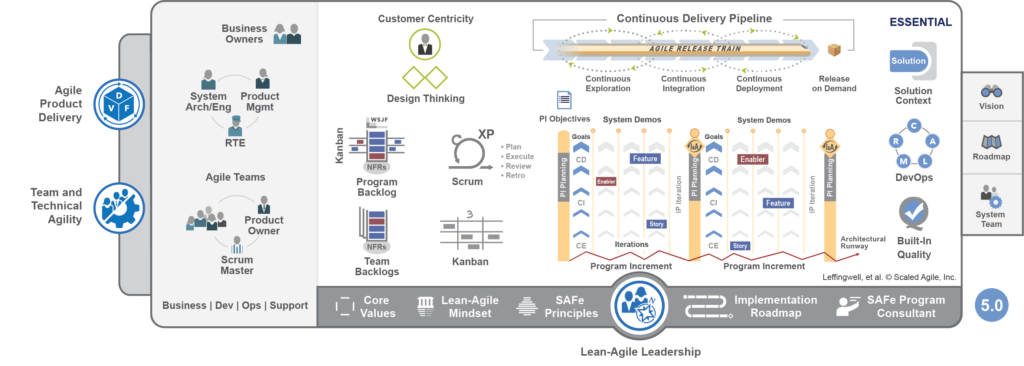 Business
Owners
System
Arch/Eng
Product
Mgmt
RTE
Agile Teams
Product
Owner
Scrum
Master
Business | Dev | Ops | Support
Agile
Product
Delivery
D
V
F
Team and
Technical
Agility
Customer Centricity
Design Thinking
Kanban
WSJF
NFRs
Program
Backlog
XP
• Plan
• Execute
• Review
• Retro
Scrum
NFRs
Team
Backlogs
3
Kanban
Continuous Delivery Pipeline
AGILE RELEASE TRAIN
Continuous
Exploration
Continuous
Integration
Continuous
Deployment
Release
on Demand
PI Objectives
System Demos
System Demos
Goals
Goals
PI Planning
CD
CI
CE
Feature
Enabler
Story
Iterations
IP Iteration
I&A
PI Planning
CD
CI
CE
Enabler
Feature
Story
IP Iteration
I&A
PI Planning
Program Increment
Program Increment
Architectural
Runway
ESSENTIAL
Solution
Solution
Context
C
A
L
M
R
DevOps
Built-In
Quality
Leffingwell, et al. © Scaled Agile, Inc.
Vision
Roadmap
System
Team
Core
Values
Lean-Agile
Mindset
SAFe
Principles
Implementation
Roadmap
SAFe Program
Consultant
5.0
Lean-Agile Leadership